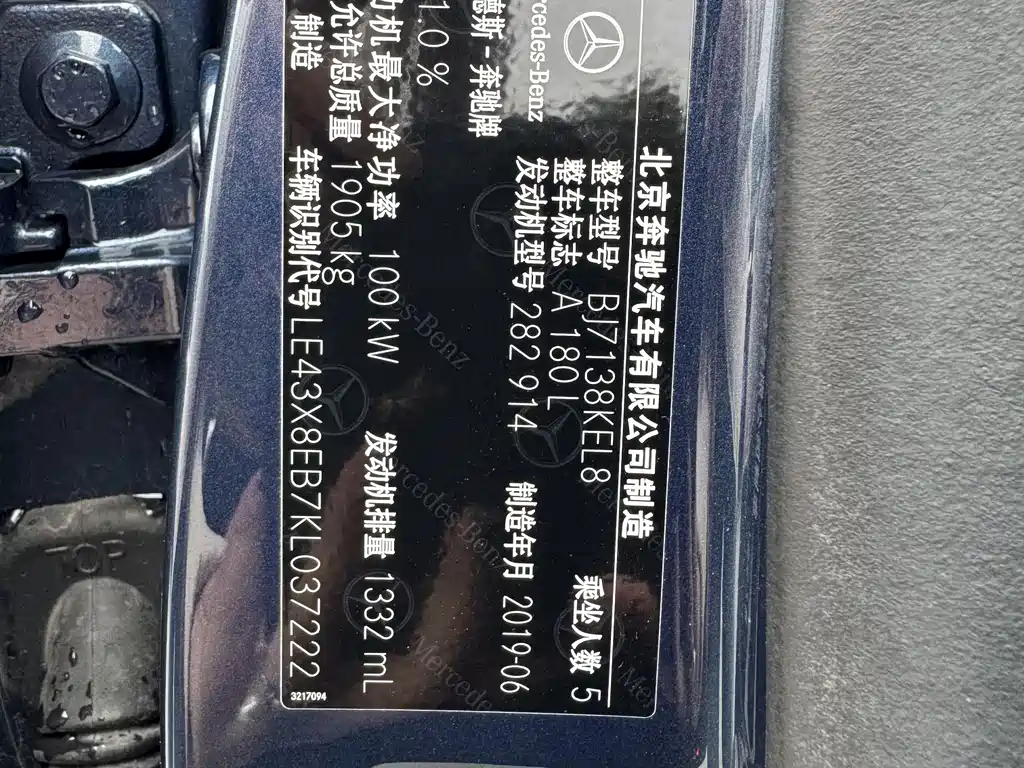 北京奔驰汽车有限公司制造
Mercedes-Benz
整车型号 BJ7138KEL8 乘坐人数 5
整车标志 A 180 L
德斯-奔驰牌 发动机型号 282 914 制造年月 2019-06
1.0 %
机最大净功率 100 kW 发动机排量 1332 mL
允许总质量 1905 kg
制造 车辆识别代号 LE43X8EB7KL037222
3217094
TOP